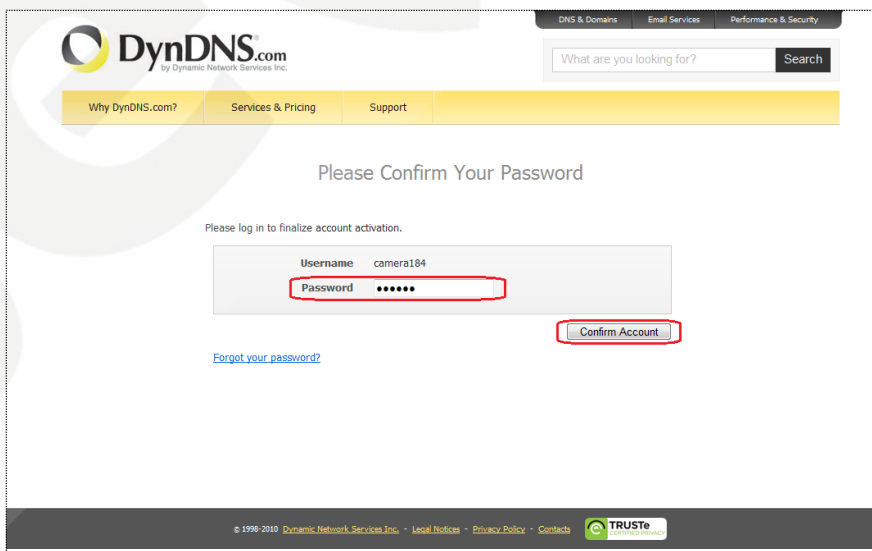 DNS & Domains Email Services Performance & Security
DynDNS.com
by Dynamic Network Services Inc.
What are you looking for? Search
Why DynDNS.com? Services & Pricing Support
Please Confirm Your Password
Please log in to finalize account activation.
Username camera184
Password ••••••
Confirm Account
Forgot your password?
© 1998-2010 Dynamic Network Services Inc. - Legal Notices - Privacy Policy - Contacts
TRUSTe
CERTIFIED PRIVACY